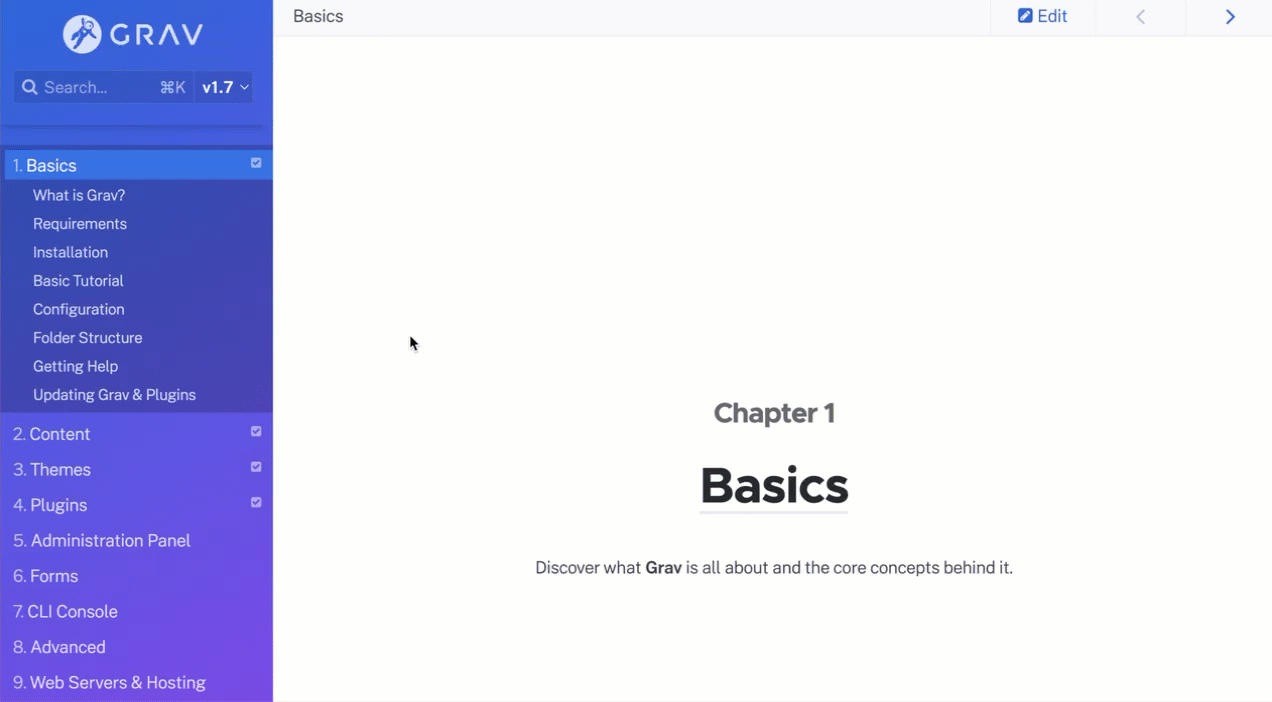 GRAV
Search... ⌘K v1.7
1. Basics
What is Grav?
Requirements
Installation
Basic Tutorial
Configuration
Folder Structure
Getting Help
Updating Grav & Plugins
2. Content
3. Themes
4. Plugins
5. Administration Panel
6. Forms
7. CLI Console
8. Advanced
9. Web Servers & Hosting
Basics
Edit
Chapter 1
Basics
Discover what Grav is all about and the core concepts behind it.